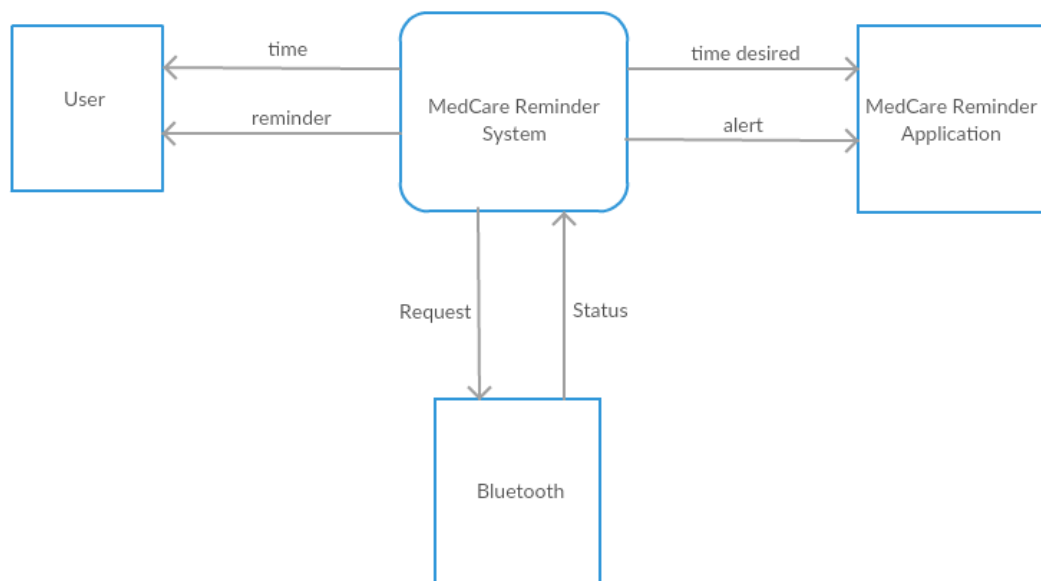 time
time desired
User
MedCare Reminder
System
MedCare Reminder
Application
reminder
alert
Request
Status
Bluetooth